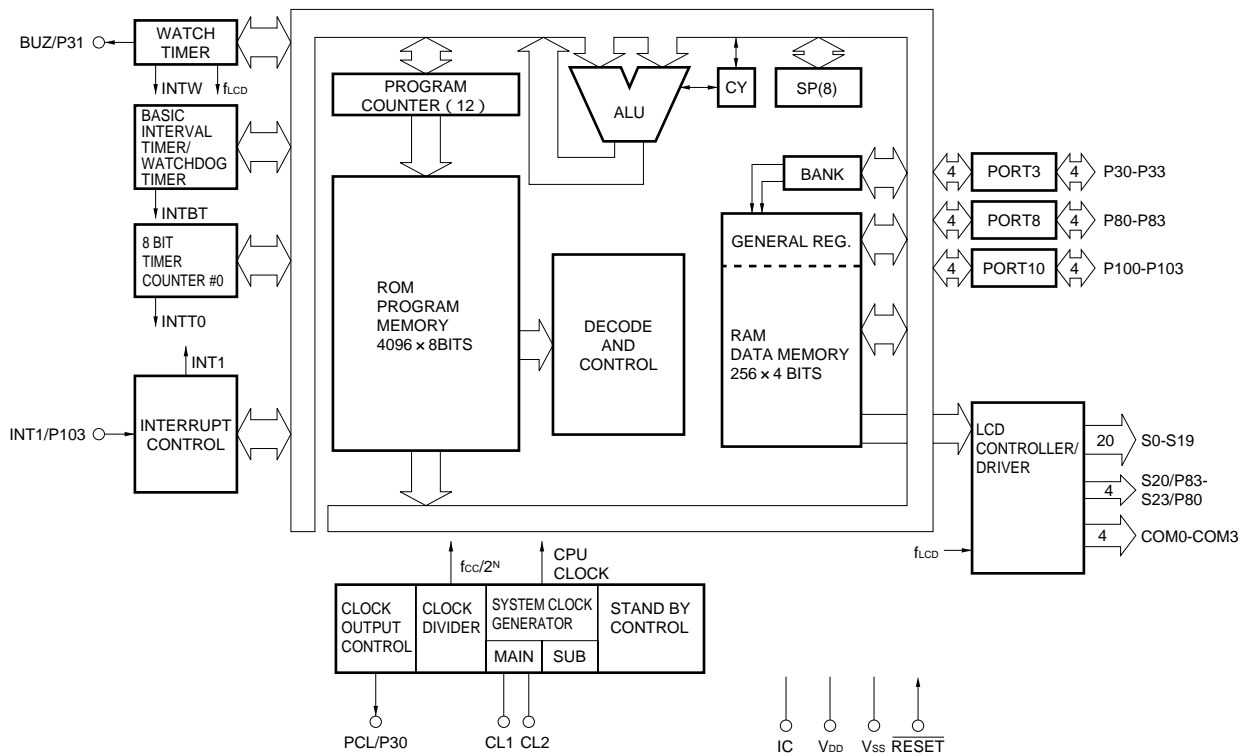 BUZ/P31
WATCH
TIMER
INTW
fLCD
BASIC
INTERVAL
TIMER/
WATCHDOG
TIMER
INTBT
8 BIT
TIMER
COUNTER #0
INTT0
INT1
INT1/P103
INTERRUPT
CONTROL
PROGRAM
COUNTER ( 12 )
ALU
CY
SP(8)
BANK
GENERAL REG.
ROM
PROGRAM
MEMORY
4096 × 8BITS
DECODE
AND
CONTROL
RAM
DATA MEMORY
256 × 4 BITS
4 PORT3 4 P30-P33
4 PORT8 4 P80-P83
4 PORT10 4 P100-P103
LCD
CONTROLLER/
DRIVER
20 S0-S19
4 S20/P83-
S23/P80
4 COM0-COM3
fLCD
fCC/2^N
CPU
CLOCK
CLOCK
OUTPUT
CONTROL
CLOCK
DIVIDER
SYSTEM CLOCK
GENERATOR
MAIN SUB
STAND BY
CONTROL
PCL/P30
CL1 CL2
IC VDD VSS RESET